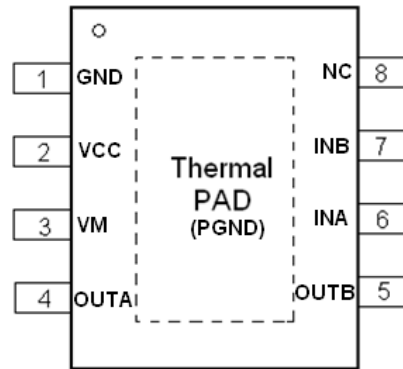 1 GND
NC 8
2 VCC
INB 7
Thermal
PAD
(PGND)
3 VM
INA 6
4 OUTA
OUTB 5